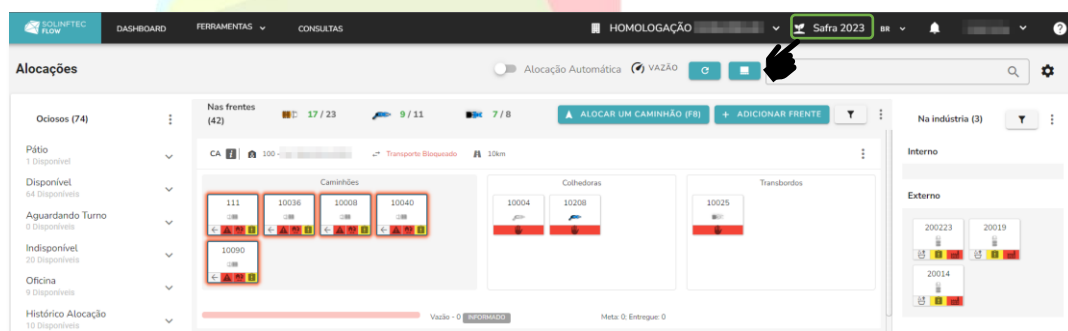 SOLINFTEC FLOW
DASHBOARD
FERRAMENTAS
CONSULTAS
HOMOLOGAÇÃO
Safra 2023
BR
Alocações
Alocação Automática
VAZÃO
Ociosos (74)
Pátio
1 Disponível
Disponível
64 Disponíveis
Aguardando Turno
0 Disponíveis
Indisponível
20 Disponíveis
Oficina
9 Disponíveis
Histórico Alocação
10 Disponíveis
Nas frentes
(42)
17 / 23
9 / 11
7 / 8
ALOCAR UM CAMINHÃO (F8)
+ ADICIONAR FRENTE
CA
100 -
Transporte Bloqueado
10km
Caminhões
111
10036
10008
10040
10090
Colhedoras
10004
10208
Transbordos
10025
Vazão - 0 INFORMADO
Meta: 0; Entregue: 0
Na indústria (3)
Interno
Externo
200223
20019
20014